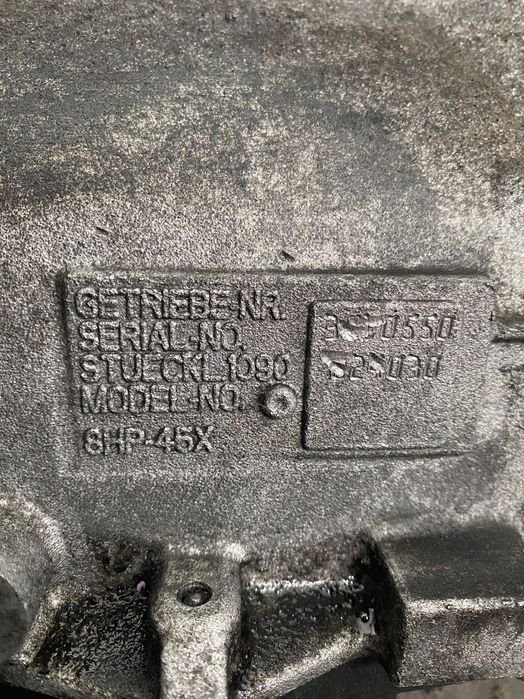 GETRIEBE-NR.
SERIAL-NO.
STUECKL.1090
MODEL-NO.
8HP-45X